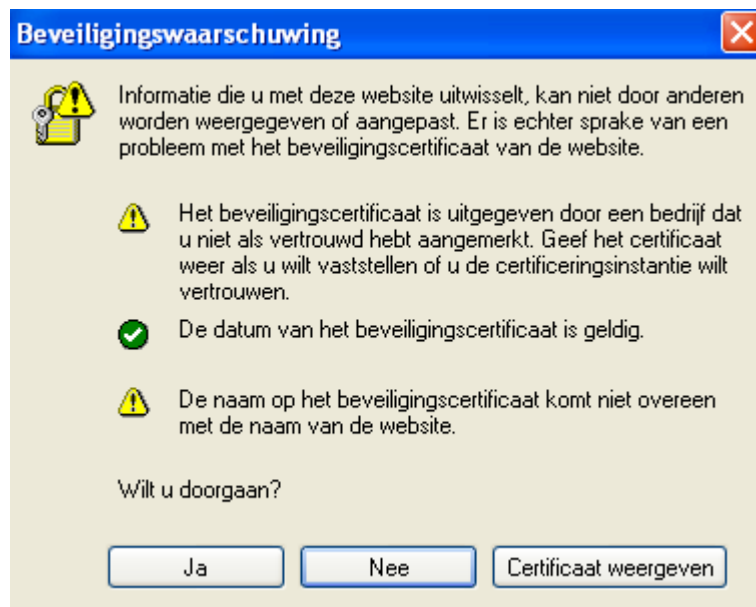 Beveiligingswaarschuwing
Informatie die u met deze website uitwisselt, kan niet door anderen
worden weergegeven of aangepast. Er is echter sprake van een
probleem met het beveiligingscertificaat van de website.
Het beveiligingscertificaat is uitgegeven door een bedrijf dat
u niet als vertrouwd hebt aangemerkt. Geef het certificaat
weer als u wilt vaststellen of u de certificeringsinstantie wilt
vertrouwen.
De datum van het beveiligingscertificaat is geldig.
De naam op het beveiligingscertificaat komt niet overeen
met de naam van de website.
Wilt u doorgaan?
Ja Nee Certificaat weergeven